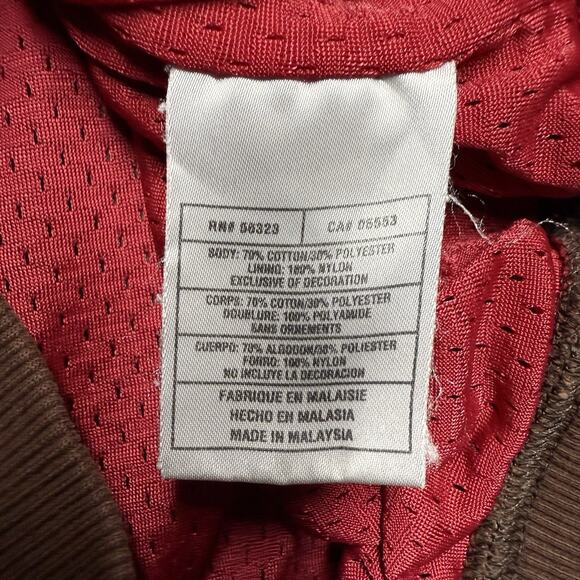 RN# 56323 CA# 05553
BODY: 70% COTTON/30% POLYESTER
LINING: 100% NYLON
EXCLUSIVE OF DECORATION
CORPS: 70% COTON/30% POLYESTER
DOUBLURE: 100% POLYAMIDE
SANS ORNEMENTS
CUERPO: 70% ALGODON/30% POLIESTER
FORRO: 100% NYLON
NO INCLUYE LA DECORACION
FABRIQUE EN MALAISIE
HECHO EN MALASIA
MADE IN MALAYSIA